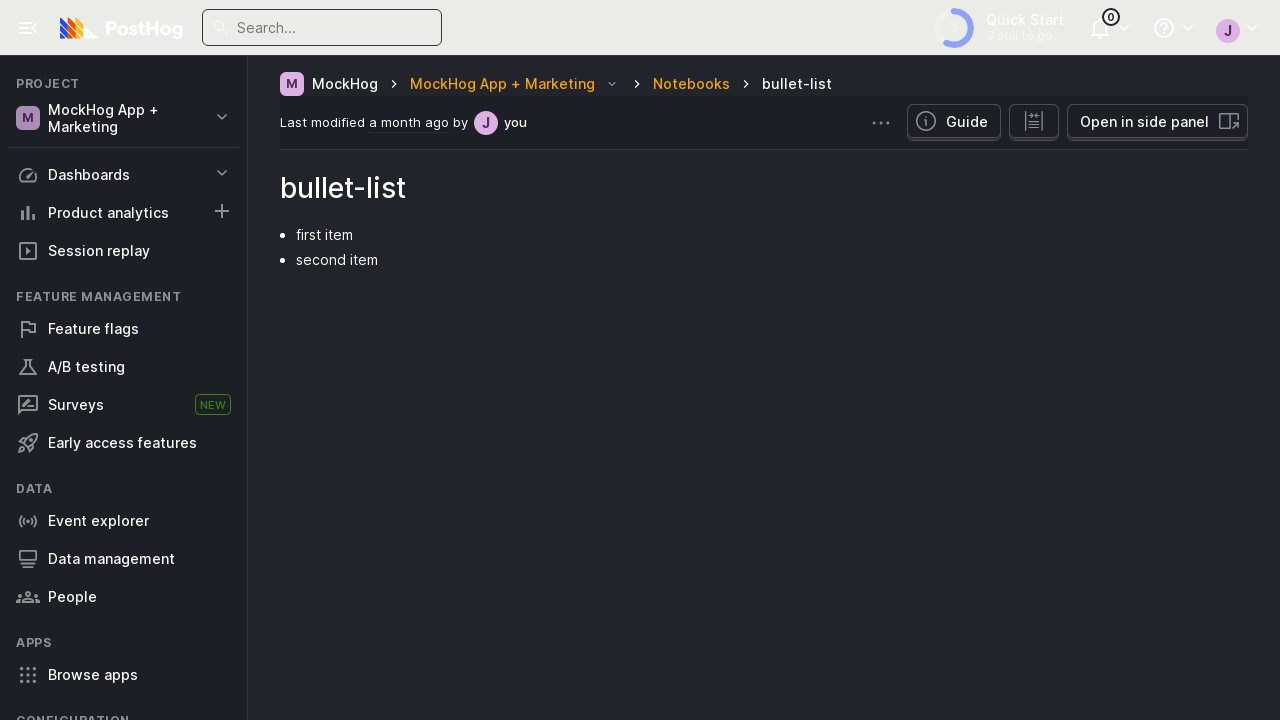 PostHog
Search...
3
Quick Start
3 still to go
0
J
PROJECT
M
MockHog App +
Marketing
Dashboards
Product analytics
Session replay
FEATURE MANAGEMENT
Feature flags
A/B testing
Surveys
NEW
Early access features
DATA
Event explorer
Data management
People
APPS
Browse apps
CONFIGURATION
M MockHog > MockHog App + Marketing > Notebooks > bullet-list
Last modified a month ago by J you
Guide
Open in side panel
bullet-list
• first item
• second item